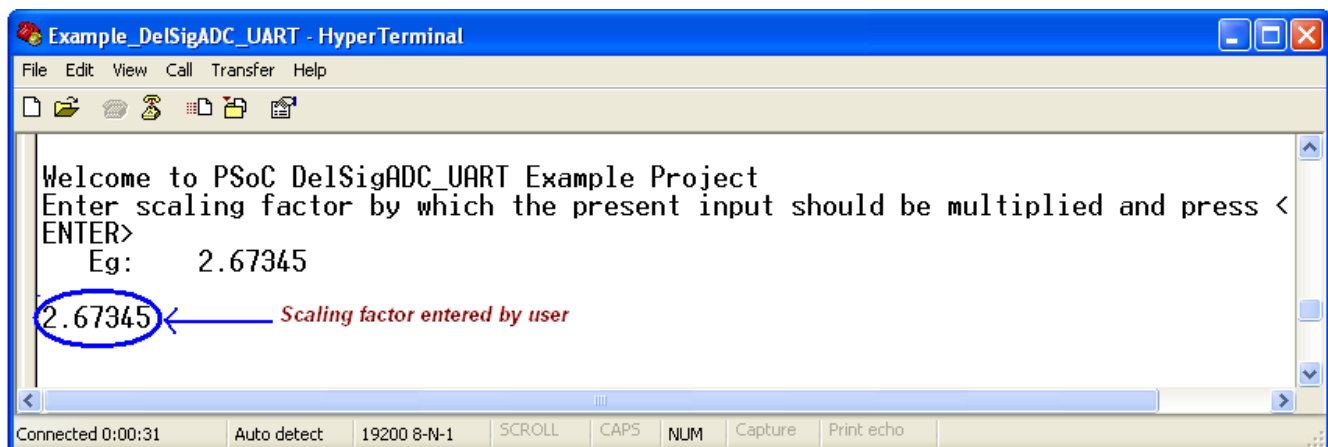 Example_DelSigADC_UART - HyperTerminal
File Edit View Call Transfer Help
Welcome to PSoC DelSigADC_UART Example Project
Enter scaling factor by which the present input should be multiplied and press <
ENTER>
Eg: 2.67345
2.67345 Scaling factor entered by user
Connected 0:00:31 Auto detect 19200 8-N-1 SCROLL CAPS NUM Capture Print echo